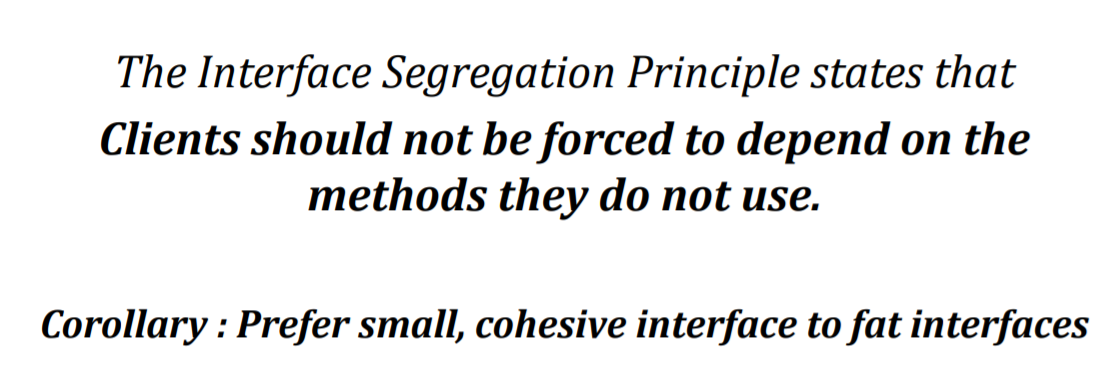 The Interface Segregation Principle states that
Clients should not be forced to depend on the
methods they do not use.
Corollary : Prefer small, cohesive interface to fat interfaces